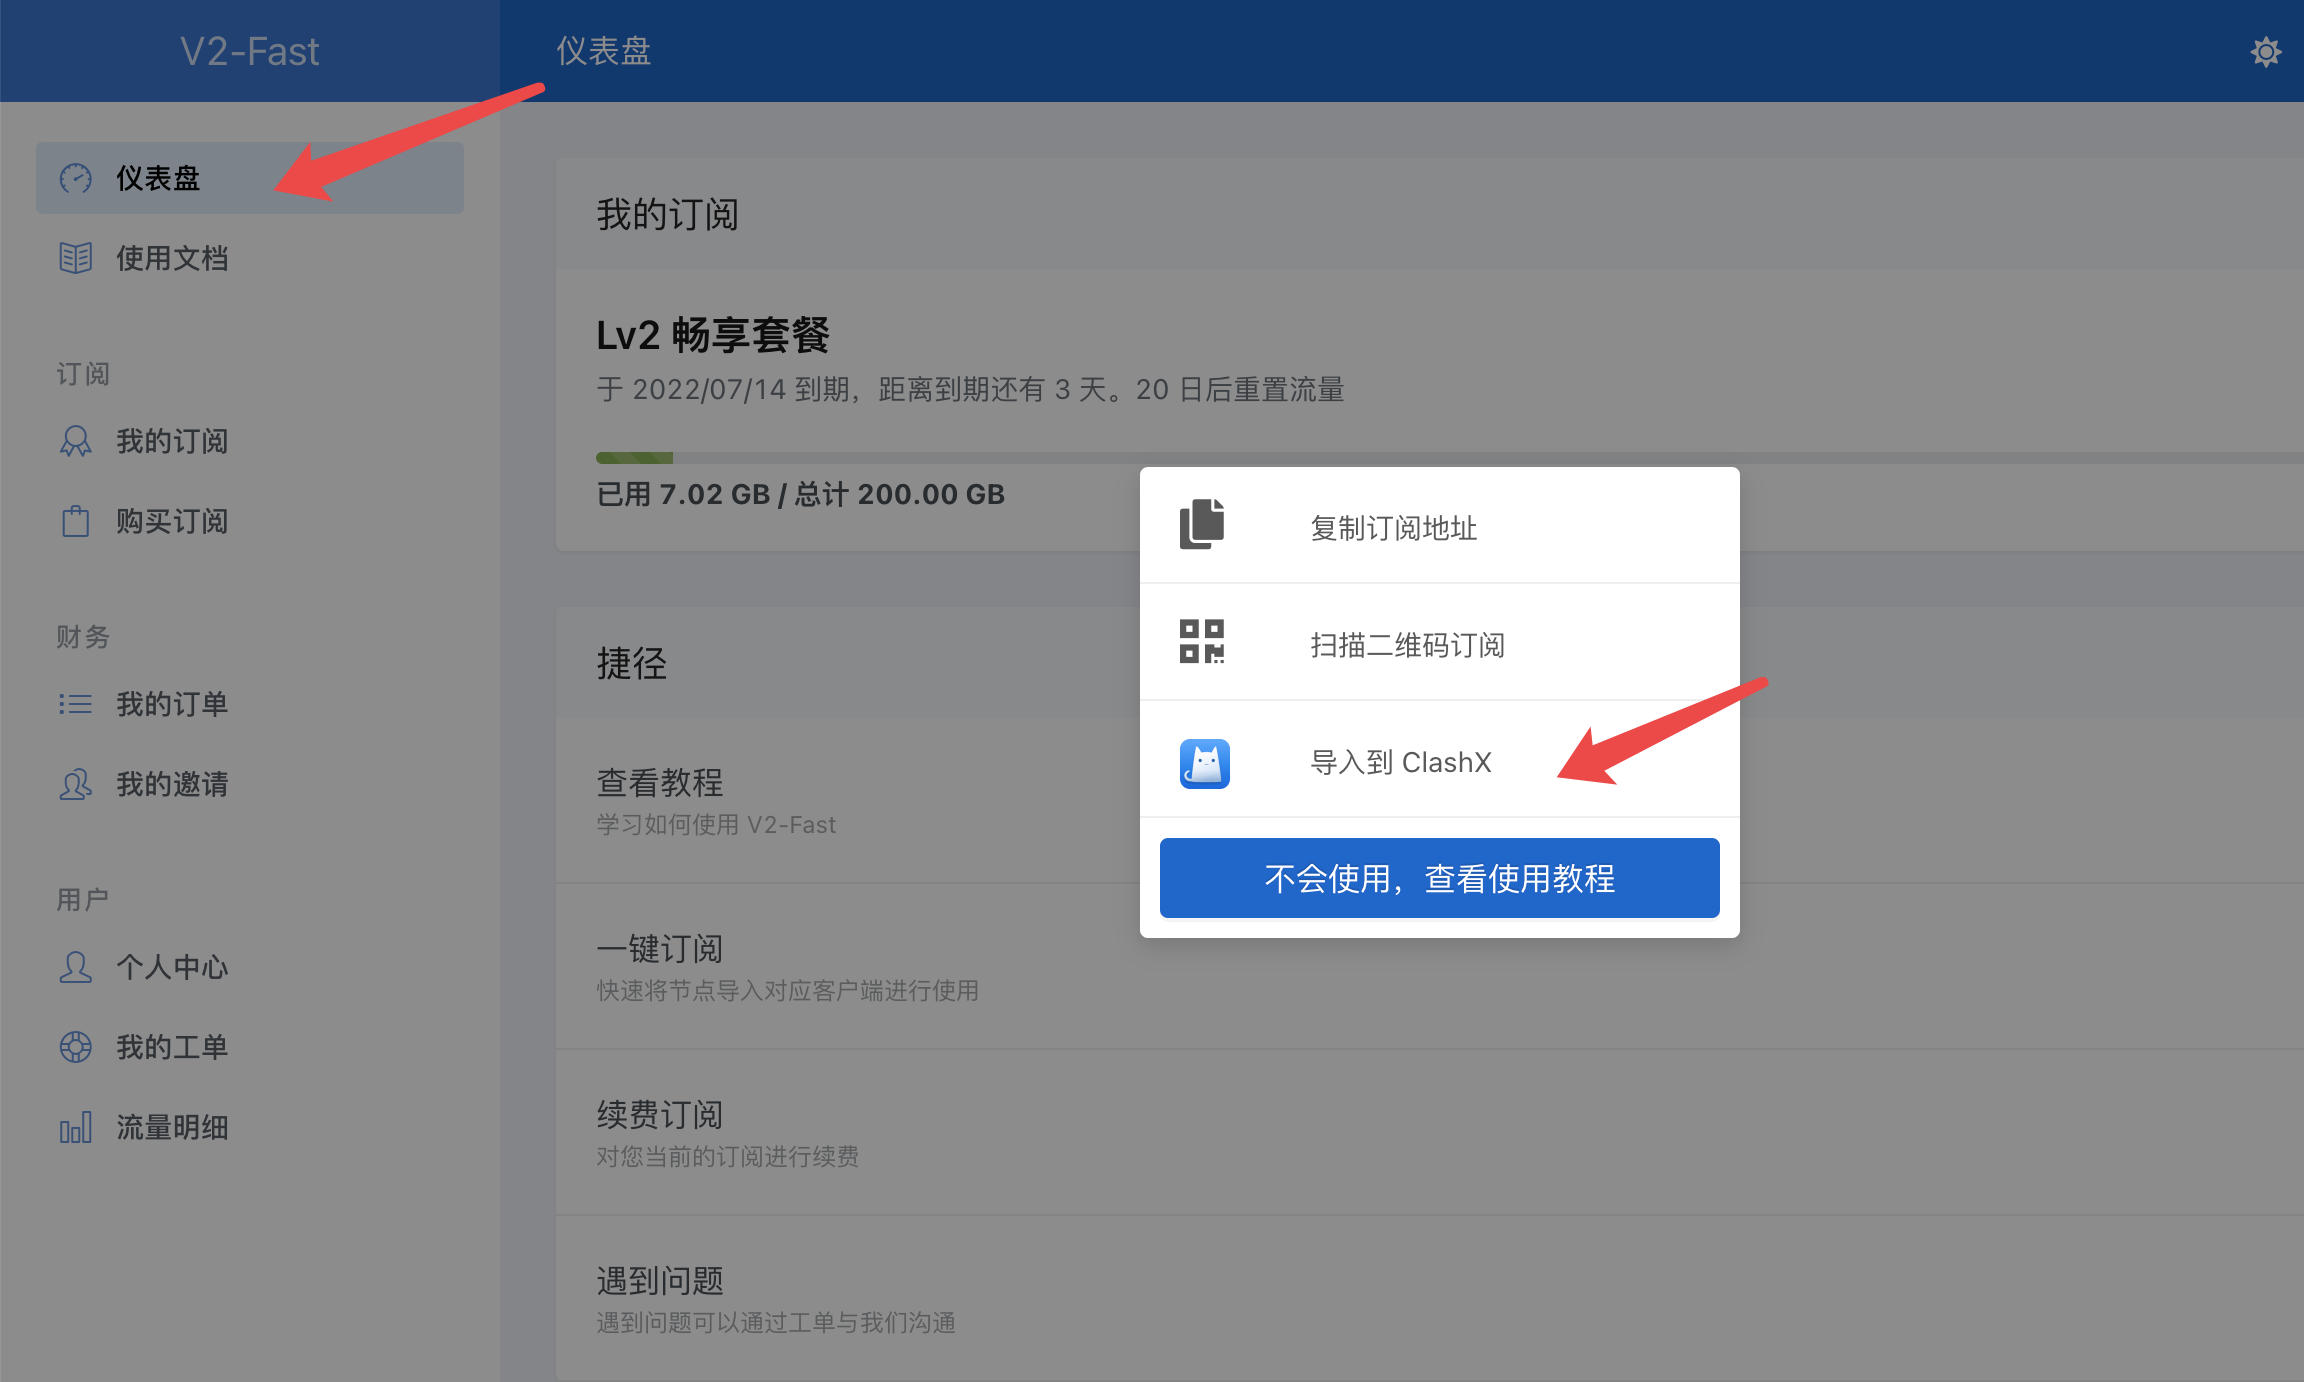 V2-Fast
仪表盘
仪表盘
使用文档
订阅
我的订阅
购买订阅
财务
我的订单
我的邀请
用户
个人中心
我的工单
流量明细
我的订阅
Lv2 畅享套餐
于 2022/07/14 到期，距离到期还有 3 天。20 日后重置流量
已用 7.02 GB / 总计 200.00 GB
捷径
查看教程
学习如何使用 V2-Fast
一键订阅
快速将节点导入对应客户端进行使用
续费订阅
对您当前的订阅进行续费
遇到问题
遇到问题可以通过工单与我们沟通
复制订阅地址
扫描二维码订阅
导入到 ClashX
不会使用，查看使用教程